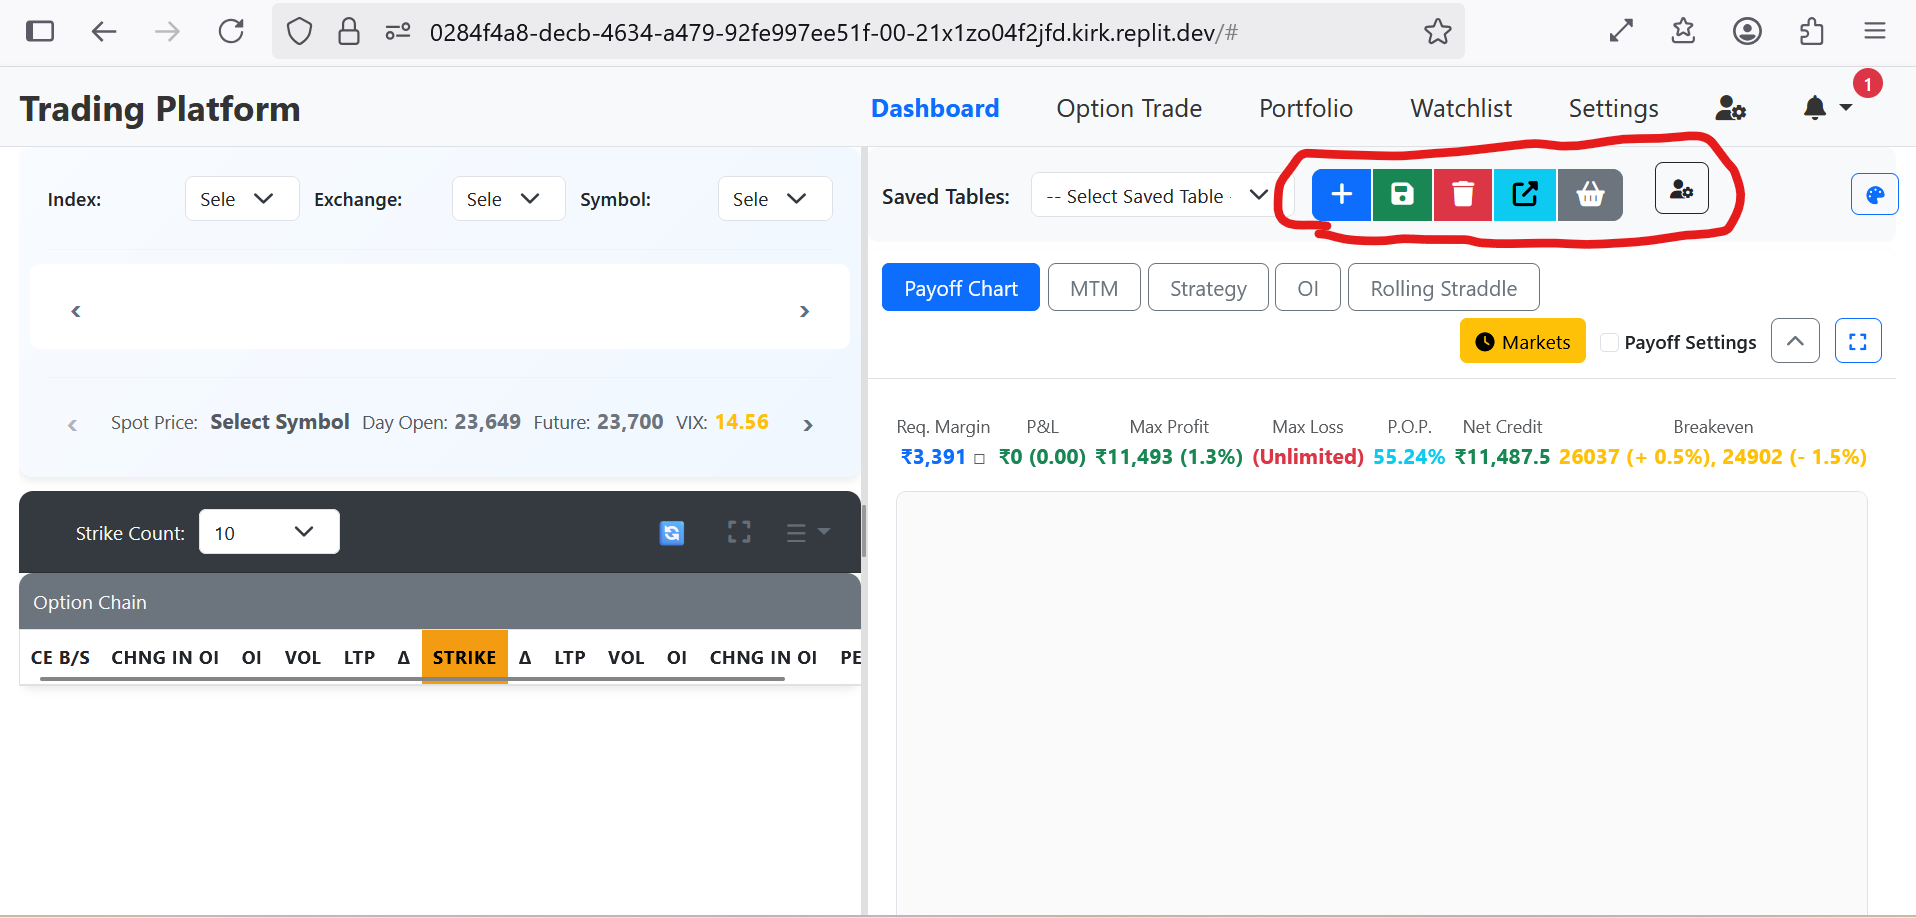 0284f4a8-decb-4634-a479-92fe997ee51f-00-21x1zo04f2jfd.kirk.replit.dev/#
Trading Platform
Dashboard Option Trade Portfolio Watchlist Settings 1
Index: Sele Exchange: Sele Symbol: Sele
Saved Tables: -- Select Saved Table
Payoff Chart MTM Strategy OI Rolling Straddle
Markets Payoff Settings
Spot Price: Select Symbol Day Open: 23,649 Future: 23,700 VIX: 14.56
Req. Margin P&L Max Profit Max Loss P.O.P. Net Credit Breakeven
₹3,391 □ ₹0 (0.00) ₹11,493 (1.3%) (Unlimited) 55.24% ₹11,487.5 26037 (+ 0.5%), 24902 (- 1.5%)
Strike Count: 10
Option Chain
CE B/S CHNG IN OI OI VOL LTP Δ STRIKE Δ LTP VOL OI CHNG IN OI PE